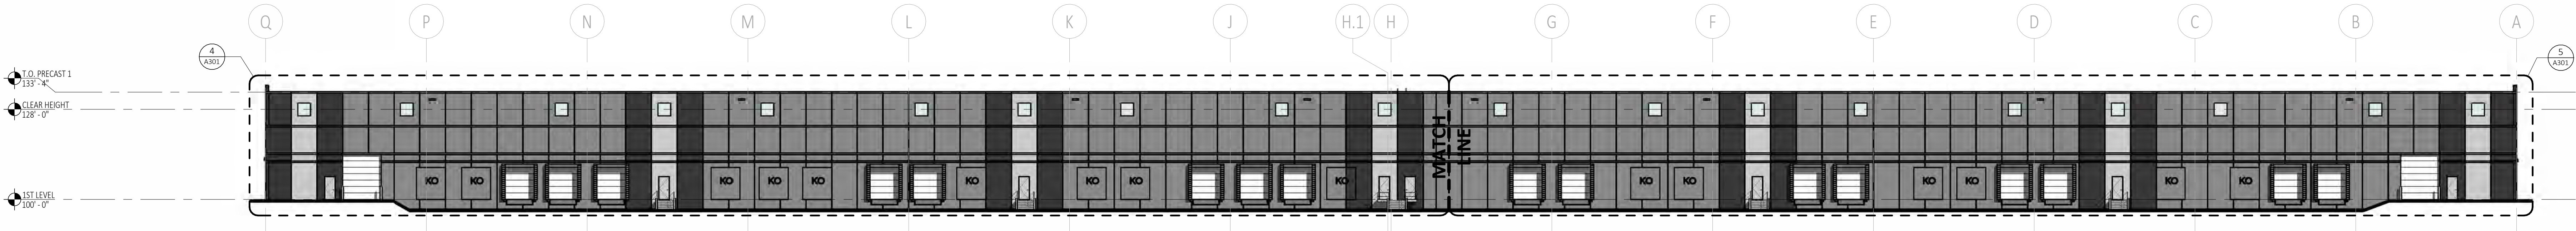 Q P N M L K J H.1 H G F E D C B A
4
A301
5
A301
T.O. PRECAST 1
133' - 4"
CLEAR HEIGHT
128' - 0"
1ST LEVEL
100' - 0"
MATCH
LINE
KO KO KO KO KO KO KO KO KO KO KO KO KO KO KO